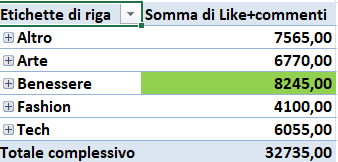 Etichette di riga Somma di Like+commenti
Altro 7565,00
Arte 6770,00
Benessere 8245,00
Fashion 4100,00
Tech 6055,00
Totale complessivo 32735,00